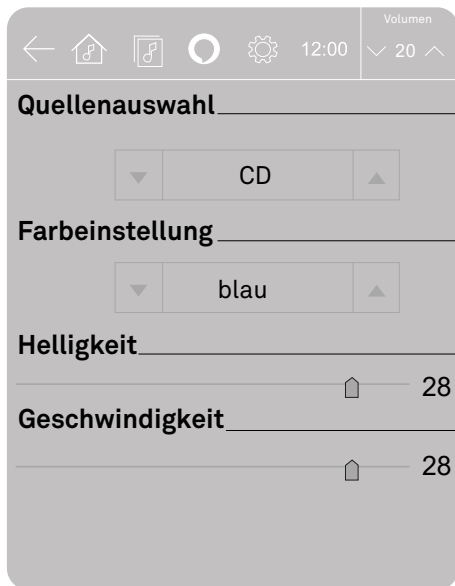 Volumen
12:00
20
Quellenauswahl
CD
Farbeinstellung
blau
Helligkeit
28
Geschwindigkeit
28